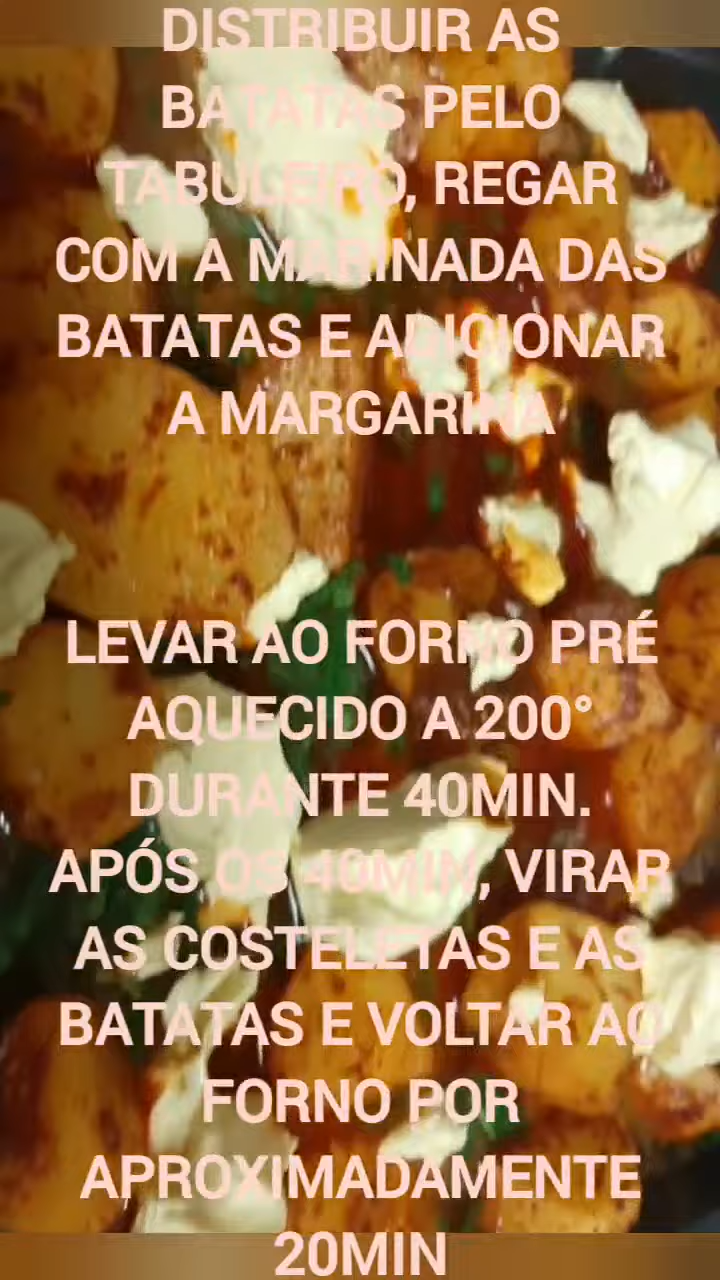 DISTRIBUIR AS
BATATAS PELO
TABULEIRO, REGAR
COM A MARINADA DAS
BATATAS E ADICIONAR
A MARGARINA
LEVAR AO FORNO PRÉ
AQUECIDO A 200°
DURANTE 40MIN.
APÓS OS 40MIN, VIRAR
AS COSTELETAS E AS
BATATAS E VOLTAR AO
FORNO POR
APROXIMADAMENTE
20MIN